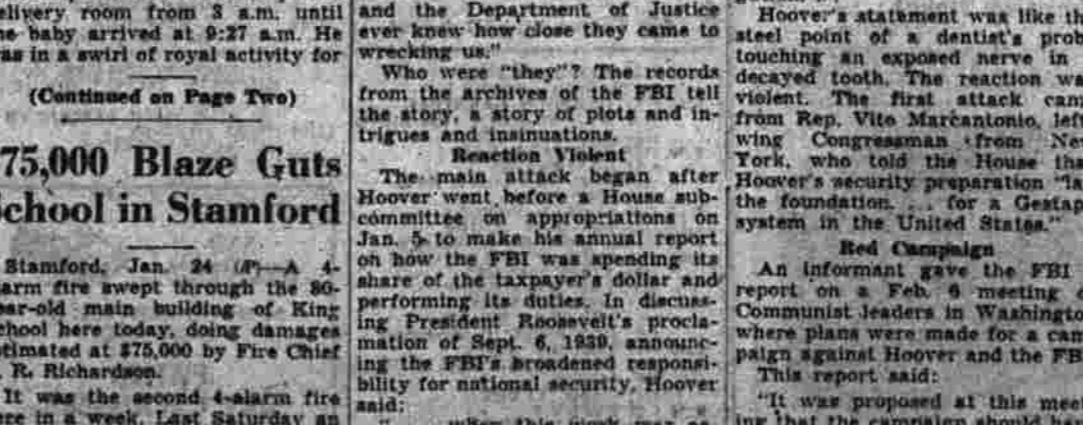 elivery room from 3 a.m. until
e baby arrived at 9:27 a.m. He
as in a swirl of royal activity for
(Continued on Page Two)
75,000 Blaze Guts
chool in Stamford
Stamford, Jan. 24 (AP)—A 4-
arm fire swept through the 80-
ear-old main building of King
chool here today, doing damages
timated at $75,000 by Fire Chief
. R. Richardson.
It was the second 4-alarm fire
ere in a week. Last Saturday an
and the Department of Justice
ever knew how close they came to
wrecking us."
Who were "they"? The records
from the archives of the FBI tell
the story, a story of plots and in-
trigues and insinuations.
Reaction Violent
The main attack began after
Hoover went before a House sub-
committee on appropriations on
Jan. 5 to make his annual report
on how the FBI was spending its
share of the taxpayer's dollar and
performing its duties. In discuss-
ing President Roosevelt's procla-
mation of Sept. 6, 1939, announc-
ing the FBI's broadened responsi-
bility for national security, Hoover
said:
Hoover's statement was like th
steel point of a dentist's prob
touching an exposed nerve in
decayed tooth. The reaction wa
violent. The first attack cam
from Rep. Vito Marcantonio, left
wing Congressman from New
York, who told the House tha
Hoover's security preparation "la
the foundation. . . for a Gestap
system in the United States."
Red Campaign
An informant gave the FBI
report on a Feb. 6 meeting
Communist leaders in Washingto
where plans were made for a cam
paign against Hoover and the FB
This report said:
"It was proposed at this meet
ing that the campaign should ha